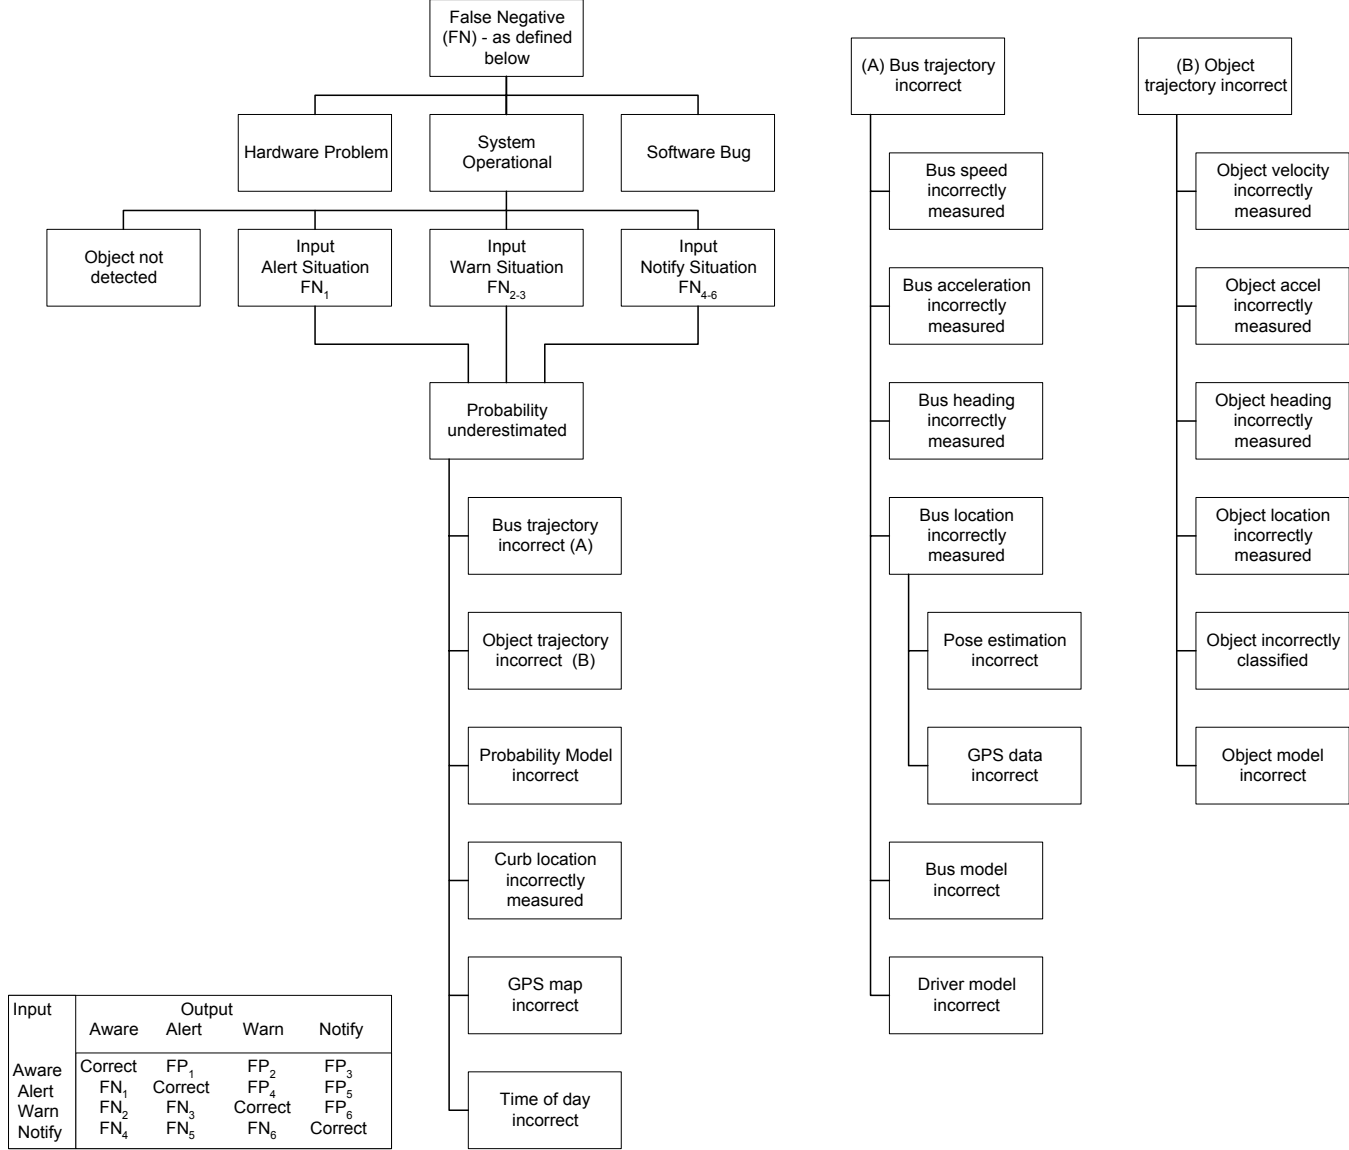 False Negative
(FN) - as defined
below
Hardware Problem
System
Operational
Software Bug
Object not
detected
Input
Alert Situation
FN1
Input
Warn Situation
FN2-3
Input
Notify Situation
FN4-6
Probability
underestimated
Bus trajectory
incorrect (A)
Object trajectory
incorrect (B)
Probability Model
incorrect
Curb location
incorrectly
measured
GPS map
incorrect
Time of day
incorrect
(A) Bus trajectory
incorrect
Bus speed
incorrectly
measured
Bus acceleration
incorrectly
measured
Bus heading
incorrectly
measured
Bus location
incorrectly
measured
Pose estimation
incorrect
GPS data
incorrect
Bus model
incorrect
Driver model
incorrect
(B) Object
trajectory incorrect
Object velocity
incorrectly
measured
Object accel
incorrectly
measured
Object heading
incorrectly
measured
Object location
incorrectly
measured
Object incorrectly
classified
Object model
incorrect
Input Output
Aware Alert Warn Notify
Aware Correct FP1 FP2 FP3
Alert FN1 Correct FP4 FP5
Warn FN2 FN3 Correct FP6
Notify FN4 FN5 FN6 Correct